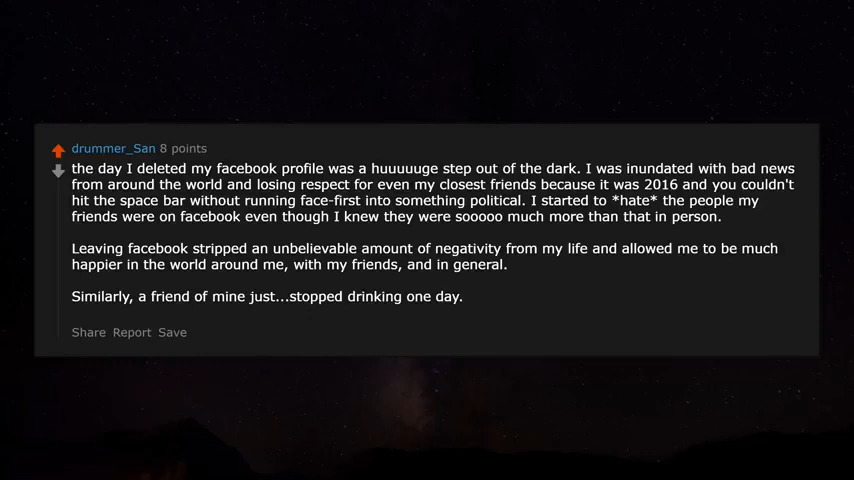 drummer_San 8 points
the day I deleted my facebook profile was a huuuuuge step out of the dark. I was inundated with bad news
from around the world and losing respect for even my closest friends because it was 2016 and you couldn't
hit the space bar without running face-first into something political. I started to *hate* the people my
friends were on facebook even though I knew they were sooooo much more than that in person.
Leaving facebook stripped an unbelievable amount of negativity from my life and allowed me to be much
happier in the world around me, with my friends, and in general.
Similarly, a friend of mine just...stopped drinking one day.
Share Report Save